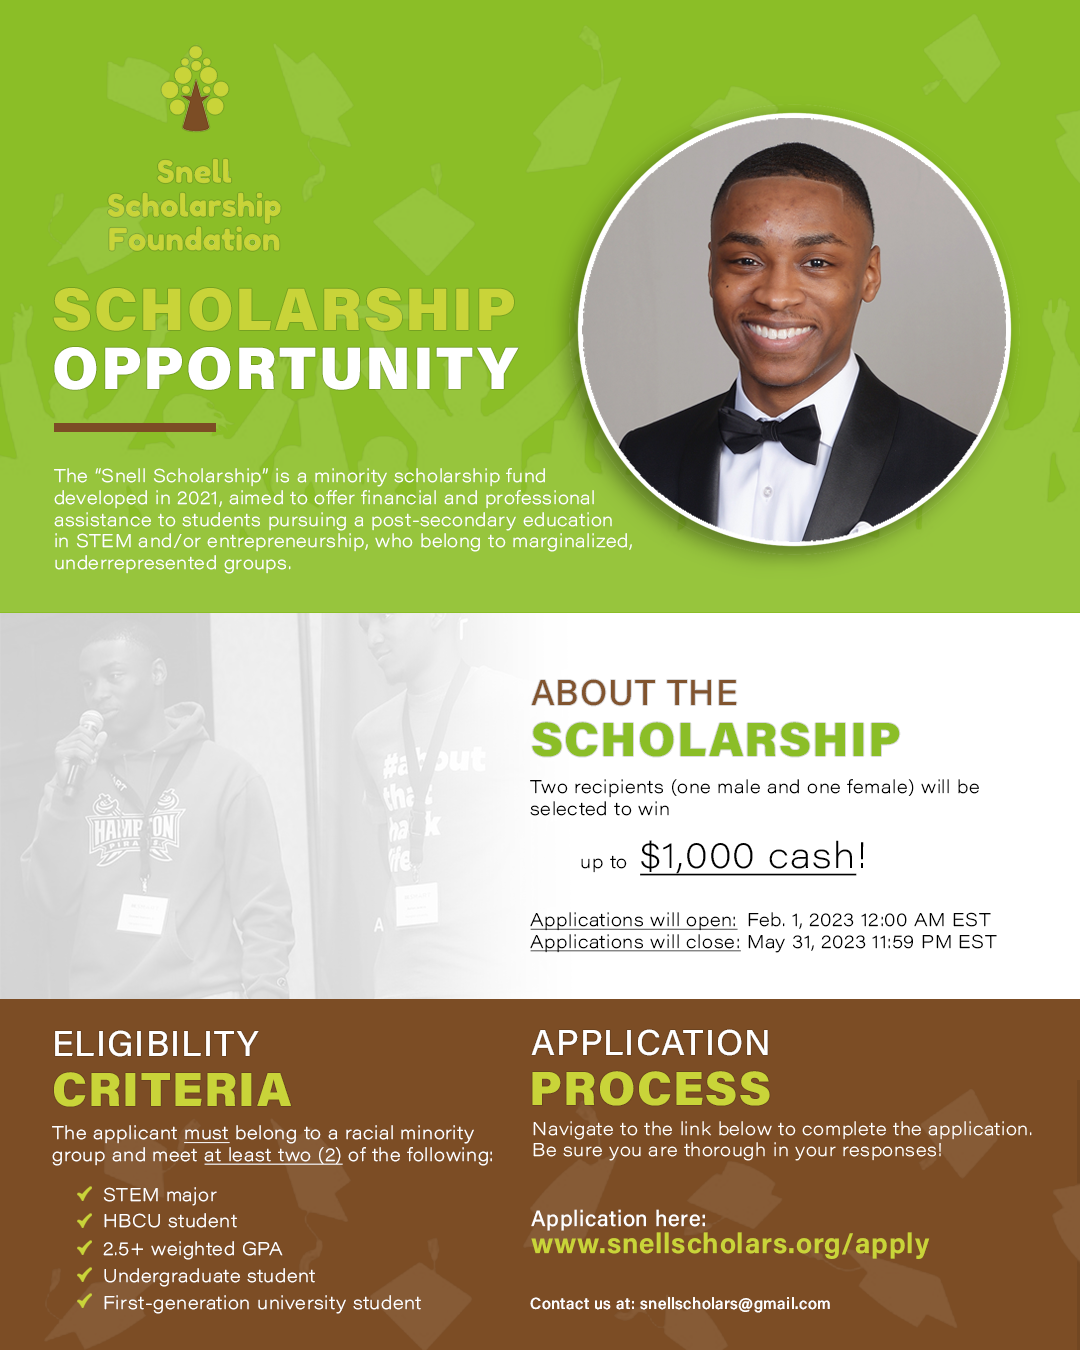 Snell
Scholarship
Foundation
SCHOLARSHIP
OPPORTUNITY
The "Snell Scholarship" is a minority scholarship fund
developed in 2021, aimed to offer financial and professional
assistance to students pursuing a post-secondary education
in STEM and/or entrepreneurship, who belong to marginalized,
underrepresented groups.
HAMPTON
PIRATES
ABOUT THE
SCHOLARSHIP
Two recipients (one male and one female) will be
selected to win
up to $1,000 cash!
Applications will open: Feb. 1, 2023 12:00 AM EST
Applications will close: May 31, 2023 11:59 PM EST
ELIGIBILITY
CRITERIA
The applicant must belong to a racial minority
group and meet at least two (2) of the following:
STEM major
HBCU student
2.5+ weighted GPA
Undergraduate student
First-generation university student
APPLICATION
PROCESS
Navigate to the link below to complete the application.
Be sure you are thorough in your responses!
Application here:
www.snellscholars.org/apply
Contact us at: snellscholars@gmail.com